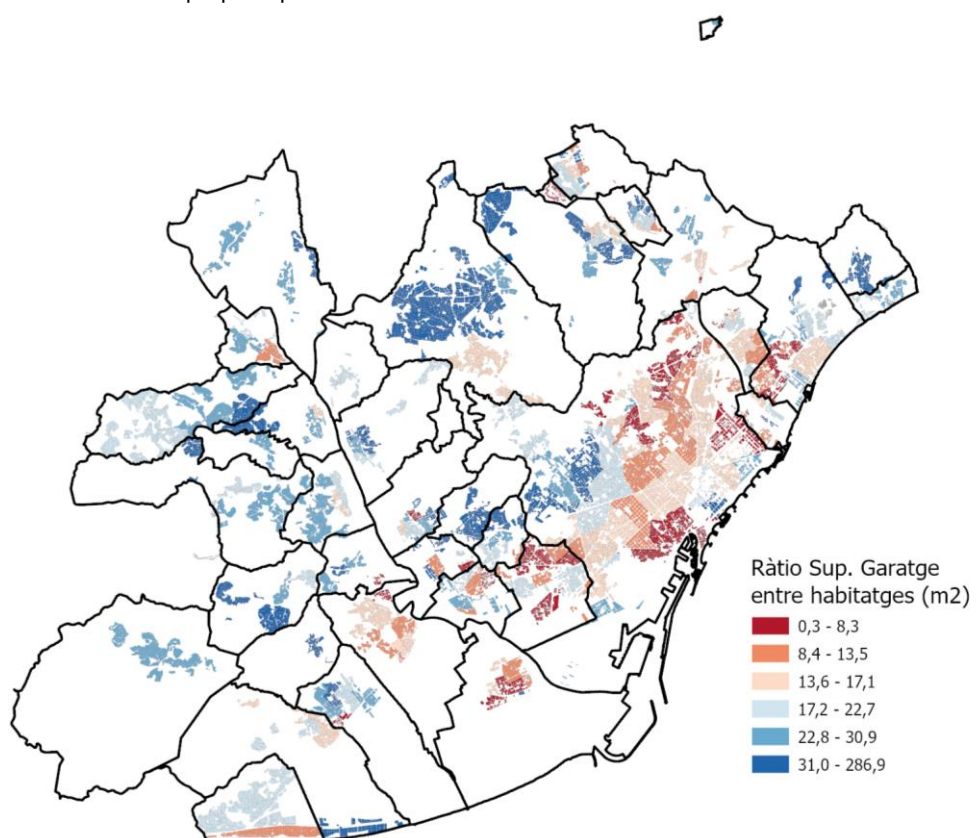 Ràtio Sup. Garatge
entre habitatges (m2)
0,3 - 8,3
8,4 - 13,5
13,6 - 17,1
17,2 - 22,7
22,8 - 30,9
31,0 - 286,9